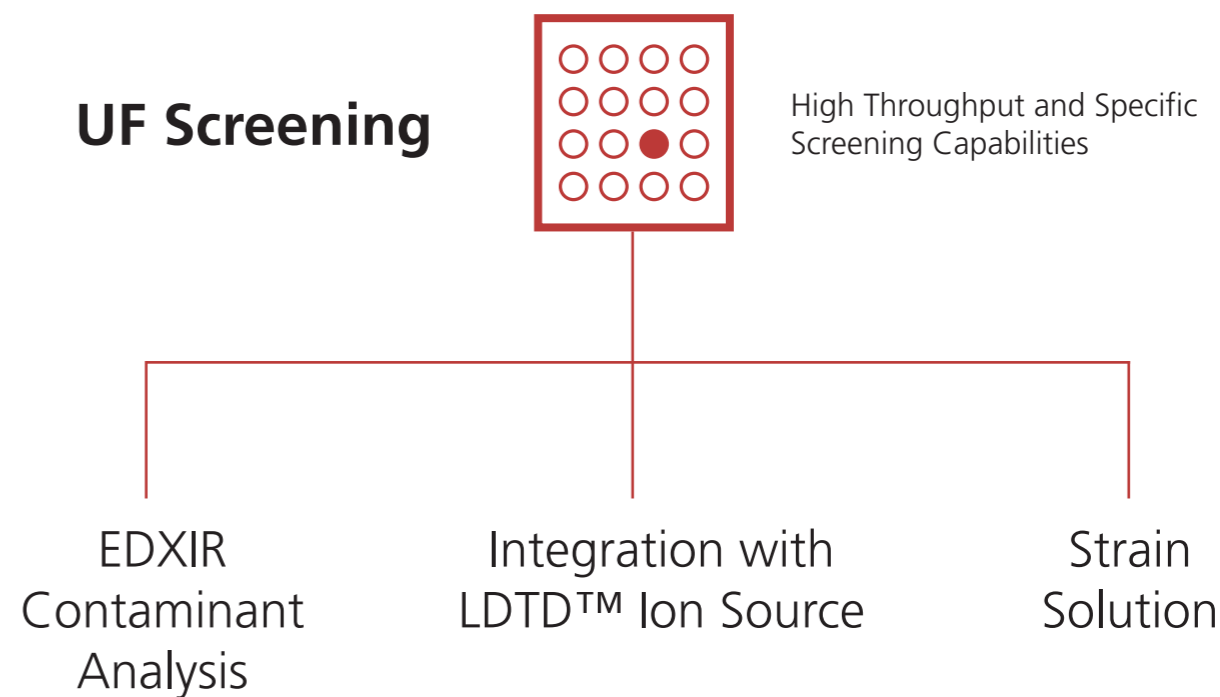 UF Screening
High Throughput and Specific
Screening Capabilities
EDXIR
Contaminant
Analysis
Integration with
LDTD™ Ion Source
Strain
Solution